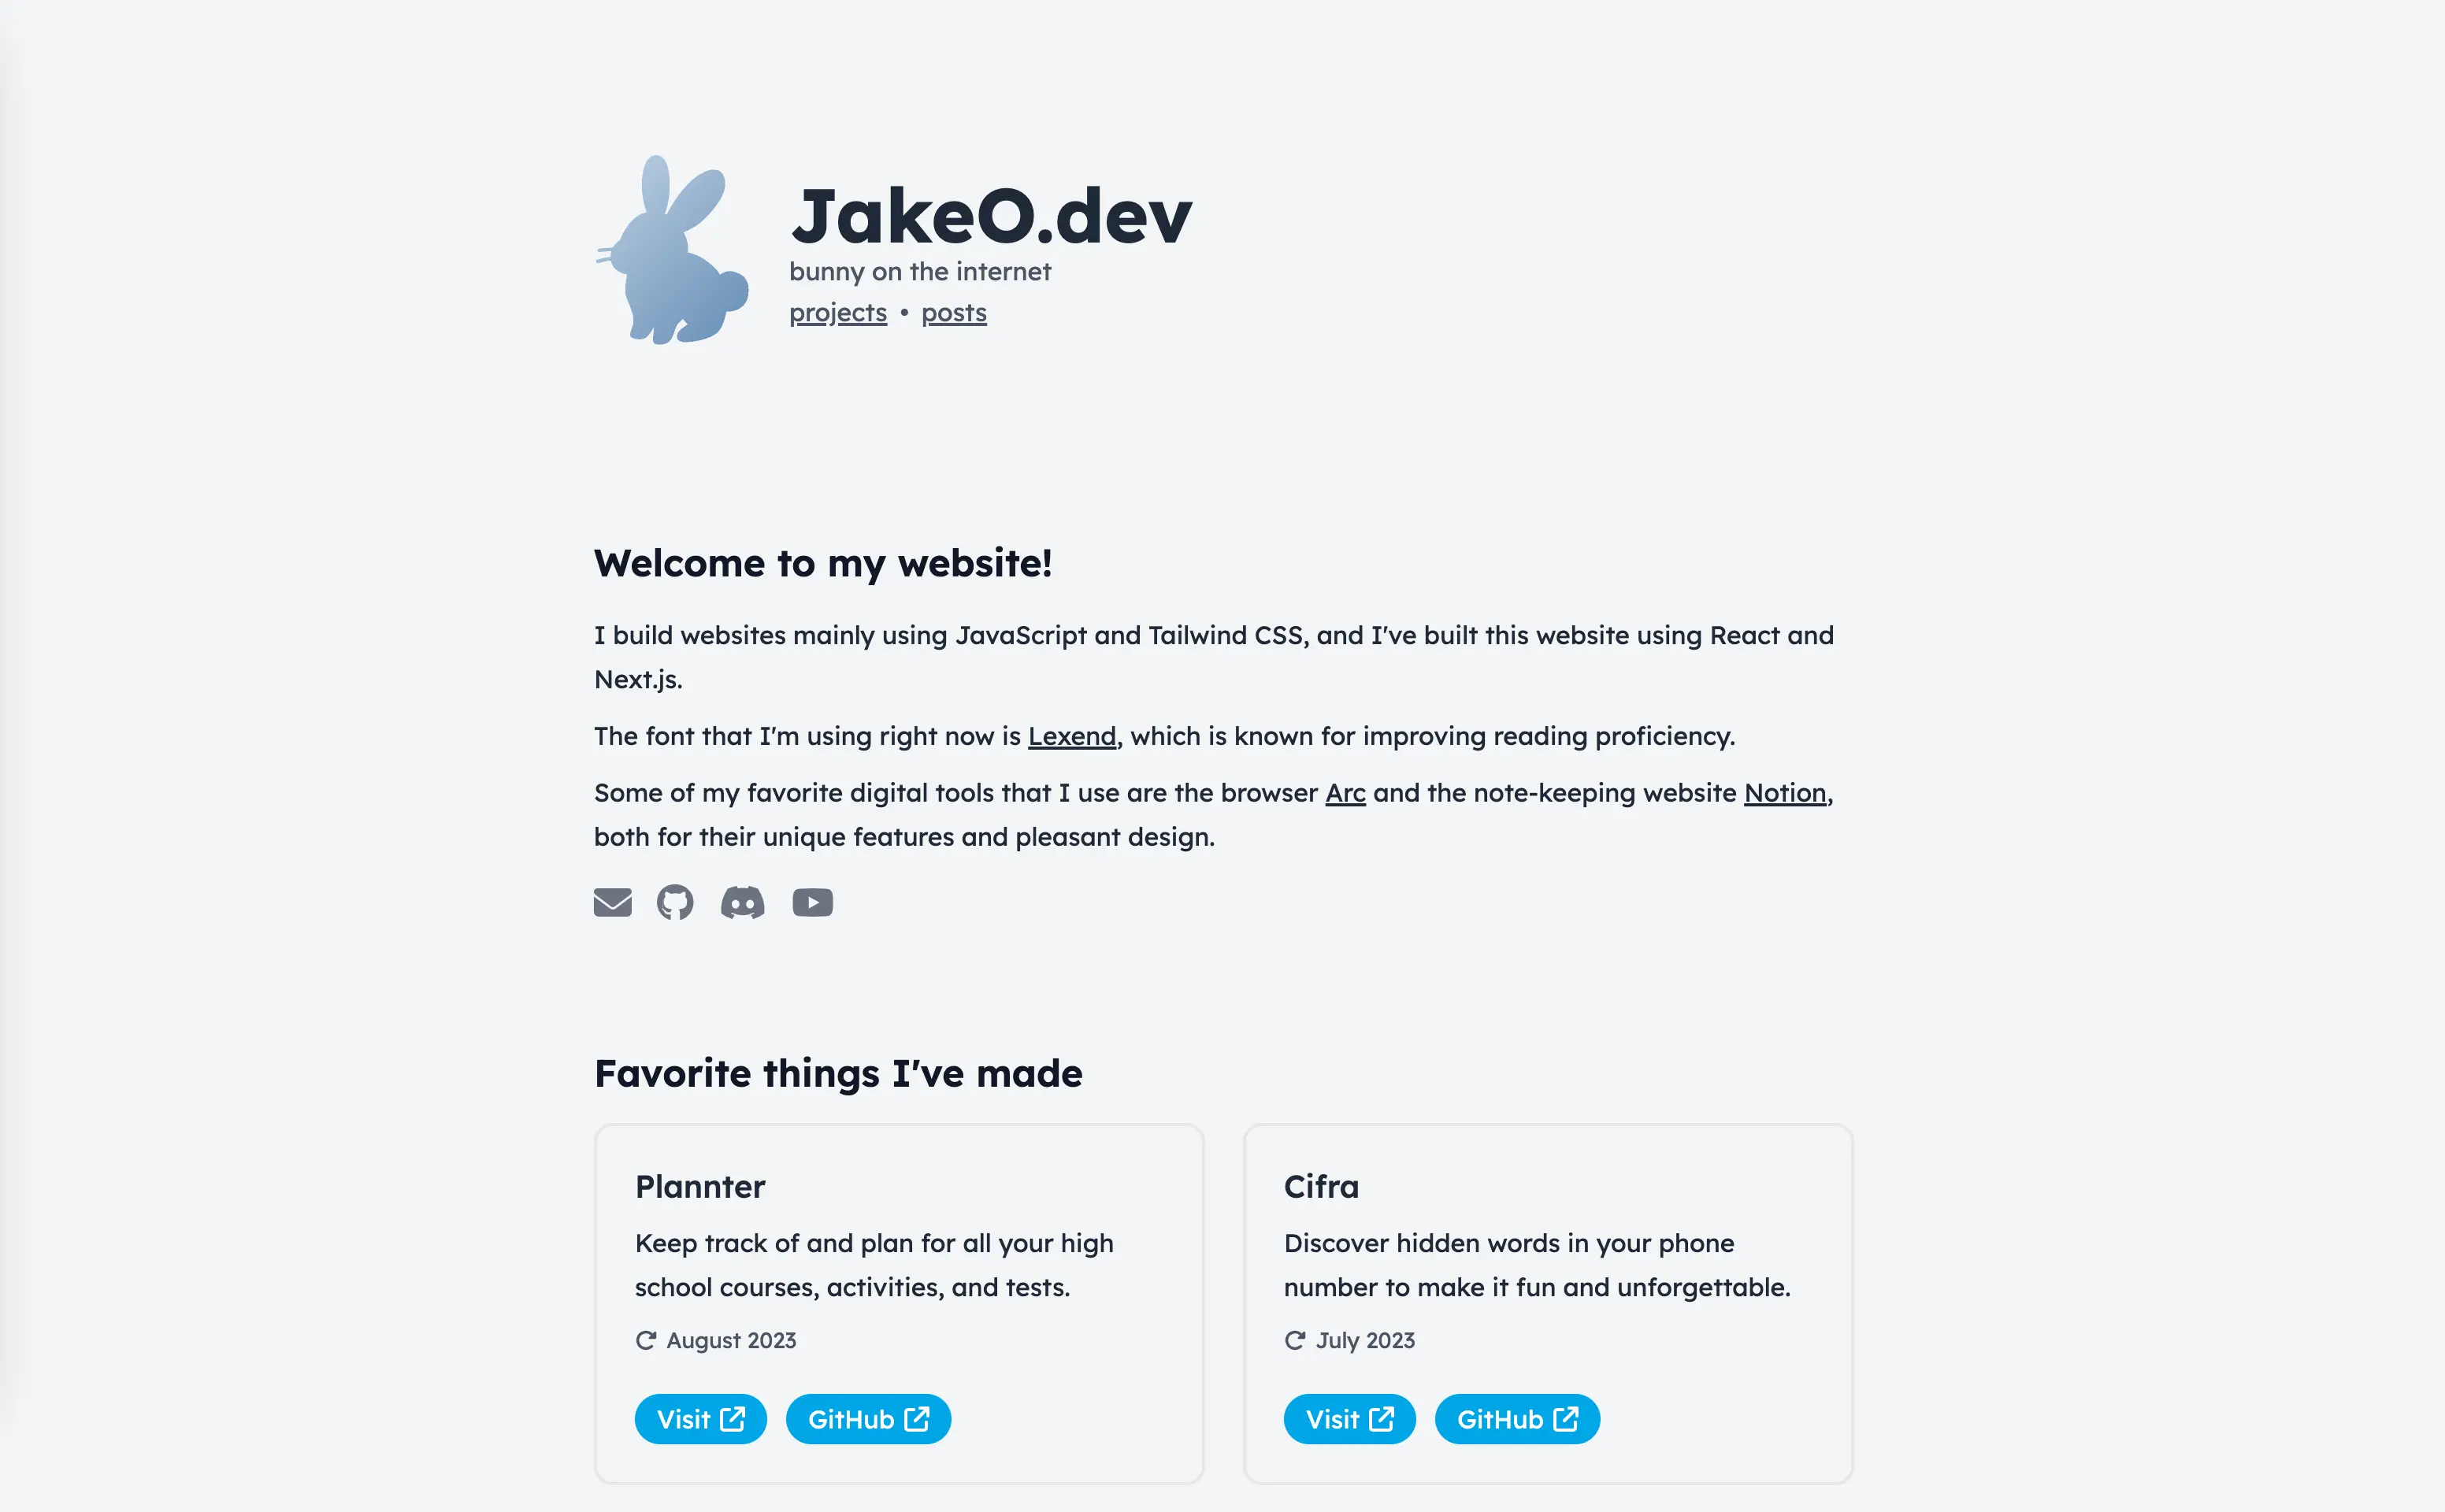 JakeO.dev
bunny on the internet
projects • posts
Welcome to my website!
I build websites mainly using JavaScript and Tailwind CSS, and I've built this website using React and
Next.js.
The font that I'm using right now is Lexend, which is known for improving reading proficiency.
Some of my favorite digital tools that I use are the browser Arc and the note-keeping website Notion,
both for their unique features and pleasant design.
Favorite things I've made
Plannter
Keep track of and plan for all your high
school courses, activities, and tests.
August 2023
Visit GitHub
Cifra
Discover hidden words in your phone
number to make it fun and unforgettable.
July 2023
Visit GitHub